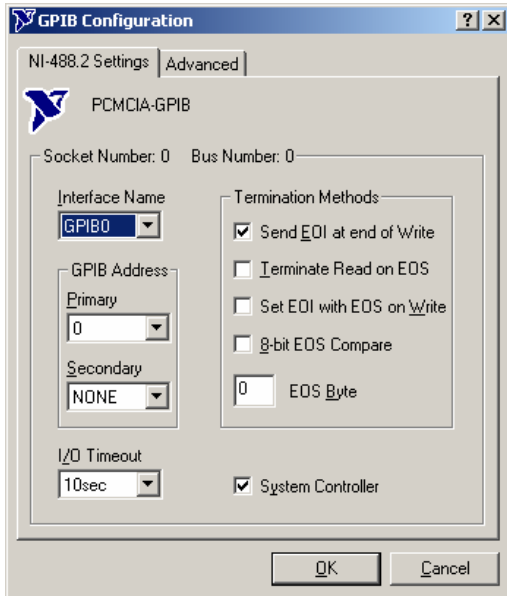 GPIB Configuration
? X
NI-488.2 Settings
Advanced
PCMCIA-GPIB
Socket Number: 0 Bus Number: 0
Interface Name
GPIB0
GPIB Address
Primary
0
Secondary
NONE
I/O Timeout
10sec
Termination Methods
Send EOI at end of Write
Terminate Read on EOS
Set EOI with EOS on Write
8-bit EOS Compare
0 EOS Byte
System Controller
OK
Cancel